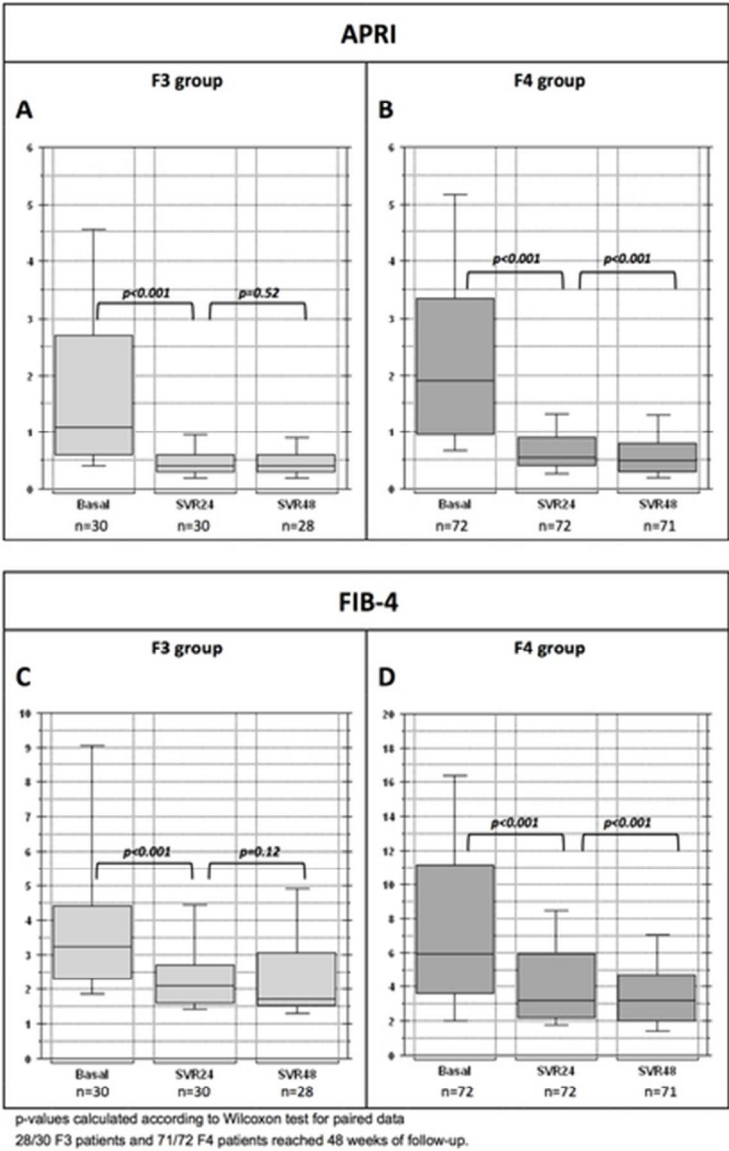 APRI
F3 group
F4 group
A
B
6
5
4
3
2
1
0
p<0.001
p=0.52
Basal
SVR24
SVR48
n=30
n=30
n=28
6
5
4
3
2
1
0
p<0.001
p<0.001
Basal
SVR24
SVR48
n=72
n=72
n=71
FIB-4
F3 group
F4 group
C
D
10
9
8
7
6
5
4
3
2
1
0
p<0.001
p=0.12
Basal
SVR24
SVR48
n=30
n=30
n=28
20
18
16
14
12
10
8
6
4
2
0
p<0.001
p<0.001
Basal
SVR24
SVR48
n=72
n=72
n=71
p-values calculated according to Wilcoxon test for paired data
28/30 F3 patients and 71/72 F4 patients reached 48 weeks of follow-up.